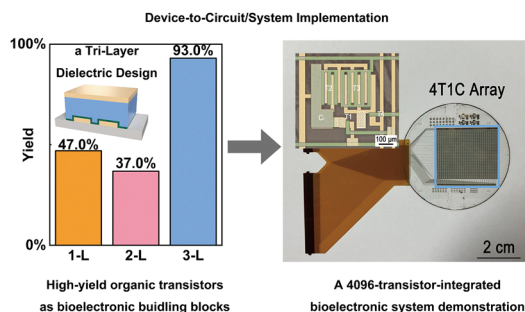 Device-to-Circuit/System Implementation
100%
a Tri-Layer
Dielectric Design
93.0%
47.0%
37.0%
Yield
0%
1-L
2-L
3-L
High-yield organic transistors
as bioelectronic buidling blocks
100 μm
4T1C Array
2 cm
A 4096-transistor-integrated
bioelectronic system demonstration